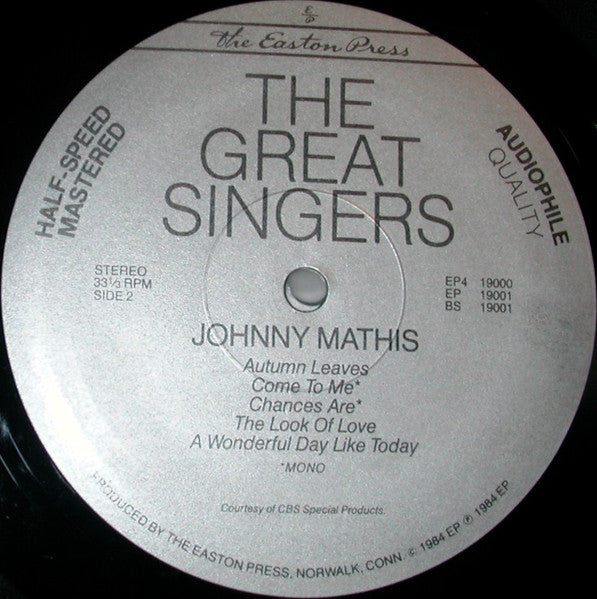 E/P
The Easton Press
THE
GREAT
SINGERS
HALF-SPEED
MASTERED
AUDIOPHILE
QUALITY
STEREO
33⅓ RPM
SIDE 2
EP4 19000
EP 19001
BS 19001
JOHNNY MATHIS
Autumn Leaves
Come To Me*
Chances Are*
The Look Of Love
A Wonderful Day Like Today
*MONO
Courtesy of CBS Special Products.
PRODUCED BY THE EASTON PRESS, NORWALK, CONN. © 1984 EP ℗ 1984 EP